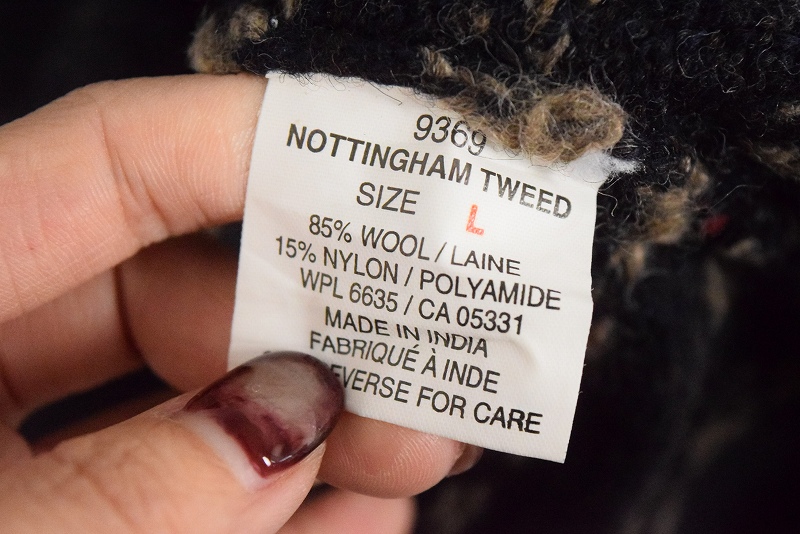 9369
NOTTINGHAM TWEED
SIZE L
85% WOOL / LAINE
15% NYLON / POLYAMIDE
WPL 6635 / CA 05331
MADE IN INDIA
FABRIQUÉ À INDE
EVERSE FOR CARE